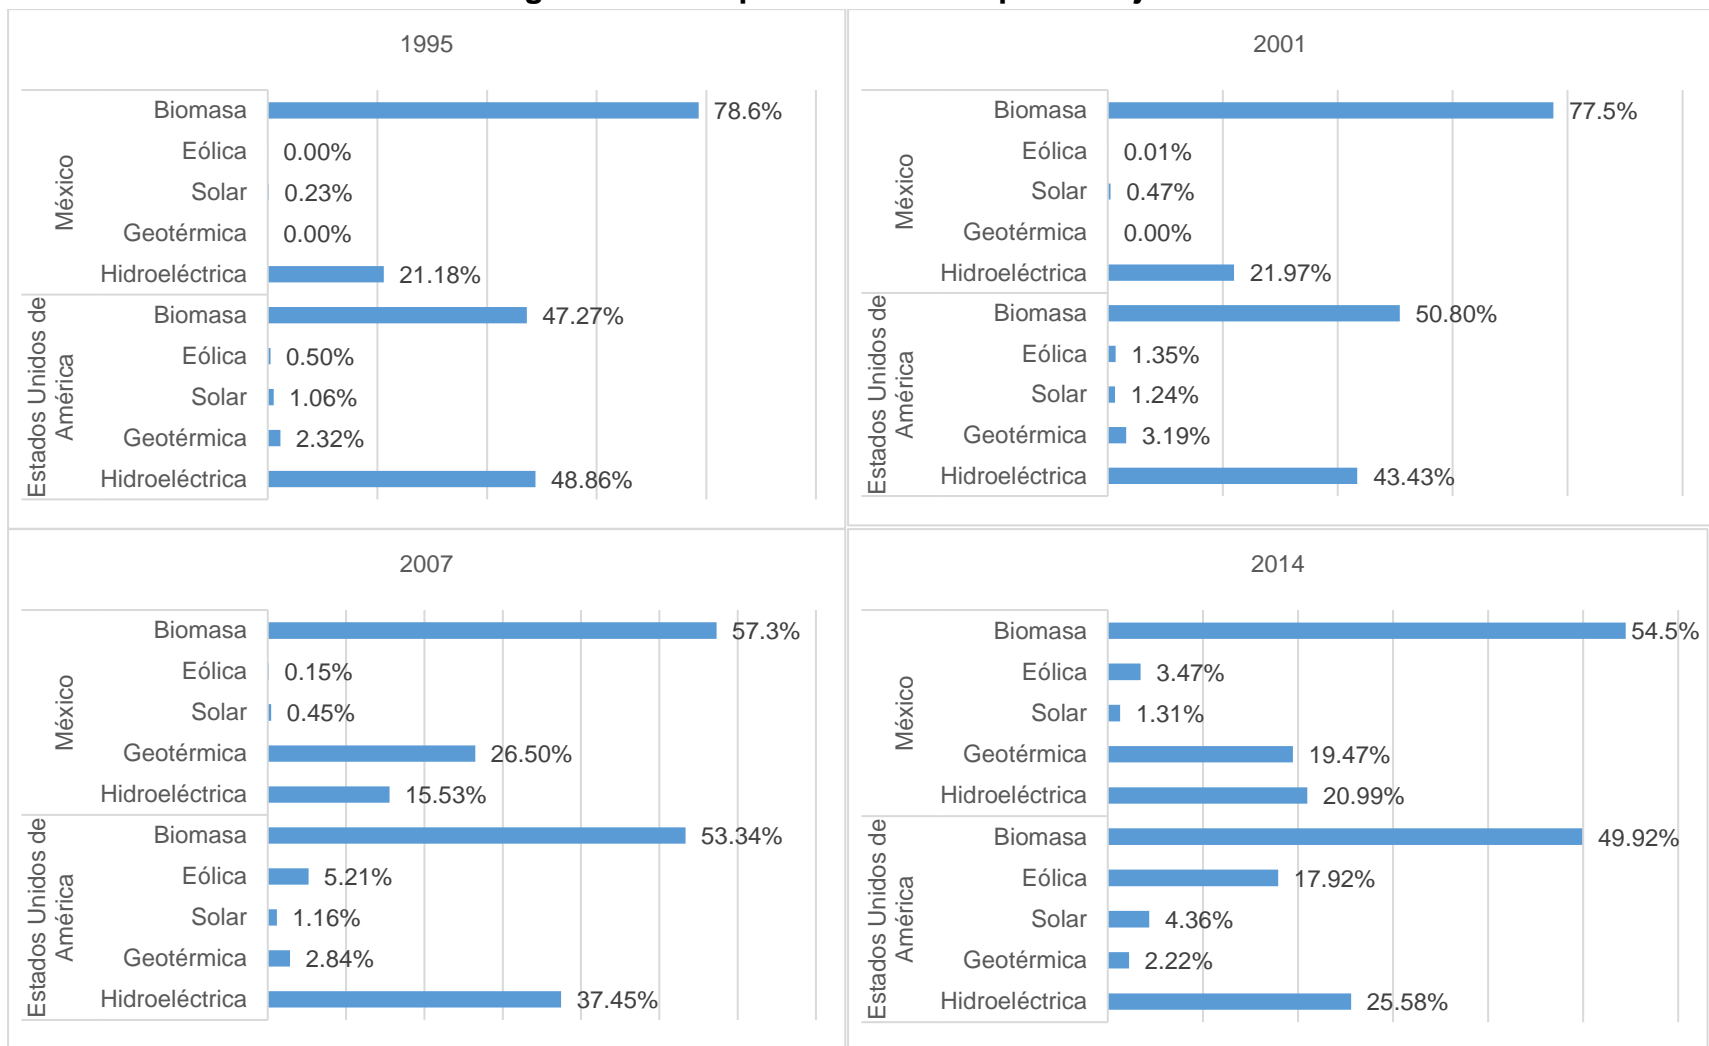 1995
México
Biomasa 78.6%
Eólica 0.00%
Solar 0.23%
Geotérmica 0.00%
Hidroeléctrica 21.18%
Estados Unidos de
América
Biomasa 47.27%
Eólica 0.50%
Solar 1.06%
Geotérmica 2.32%
Hidroeléctrica 48.86%
2001
México
Biomasa 77.5%
Eólica 0.01%
Solar 0.47%
Geotérmica 0.00%
Hidroeléctrica 21.97%
Estados Unidos de
América
Biomasa 50.80%
Eólica 1.35%
Solar 1.24%
Geotérmica 3.19%
Hidroeléctrica 43.43%
2007
México
Biomasa 57.3%
Eólica 0.15%
Solar 0.45%
Geotérmica 26.50%
Hidroeléctrica 15.53%
Estados Unidos de
América
Biomasa 53.34%
Eólica 5.21%
Solar 1.16%
Geotérmica 2.84%
Hidroeléctrica 37.45%
2014
México
Biomasa 54.5%
Eólica 3.47%
Solar 1.31%
Geotérmica 19.47%
Hidroeléctrica 20.99%
Estados Unidos de
América
Biomasa 49.92%
Eólica 17.92%
Solar 4.36%
Geotérmica 2.22%
Hidroeléctrica 25.58%